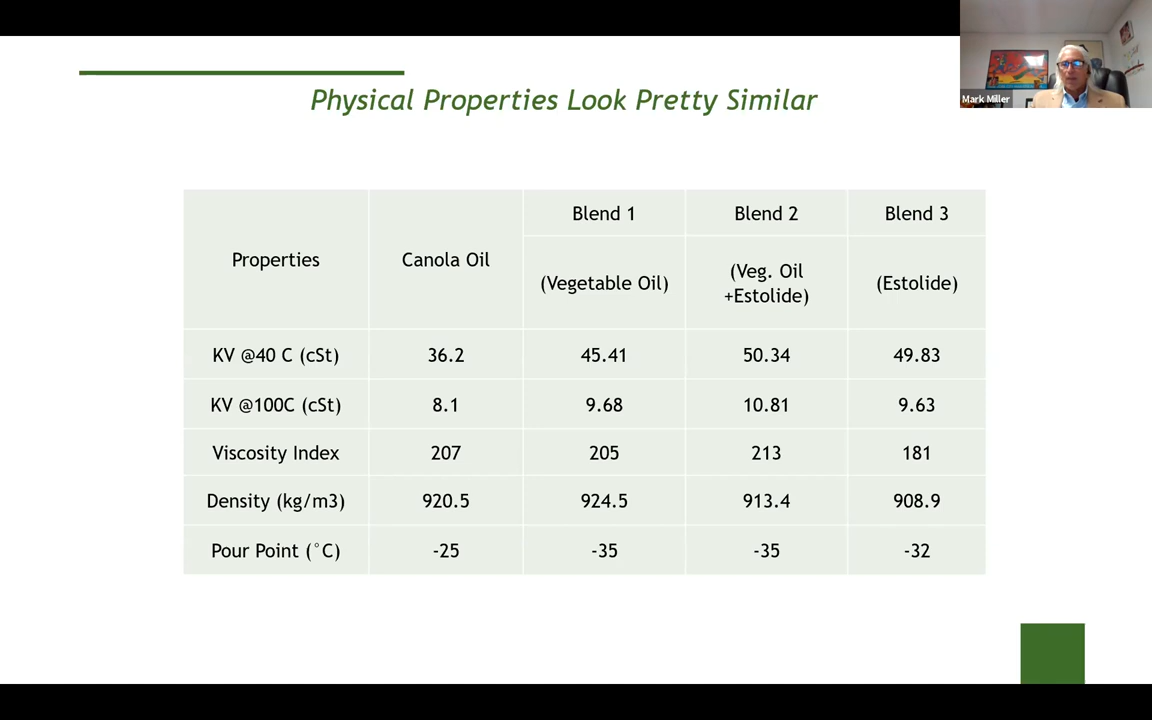 Mark Miller
Physical Properties Look Pretty Similar
Properties Canola Oil Blend 1 Blend 2 Blend 3
(Vegetable Oil) (Veg. Oil +Estolide) (Estolide)
KV @40 C (cSt) 36.2 45.41 50.34 49.83
KV @100C (cSt) 8.1 9.68 10.81 9.63
Viscosity Index 207 205 213 181
Density (kg/m3) 920.5 924.5 913.4 908.9
Pour Point (°C) -25 -35 -35 -32